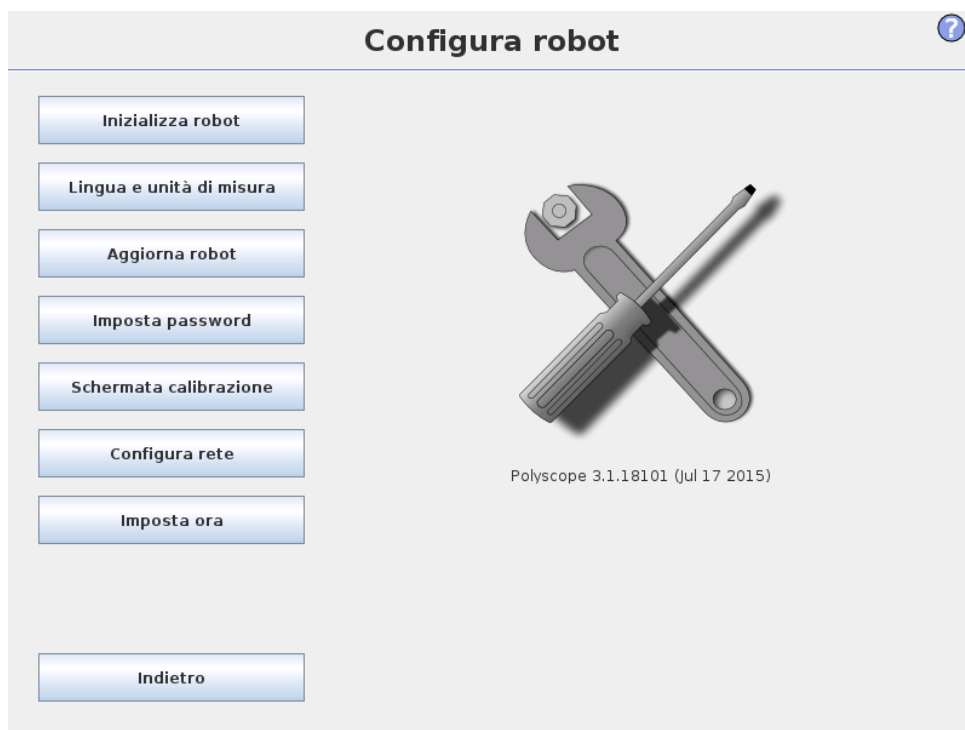 Configura robot
?
Inizializza robot
Lingua e unità di misura
Aggiorna robot
Imposta password
Schermata calibrazione
Configura rete
Imposta ora
Polyscope 3.1.18101 (Jul 17 2015)
Indietro